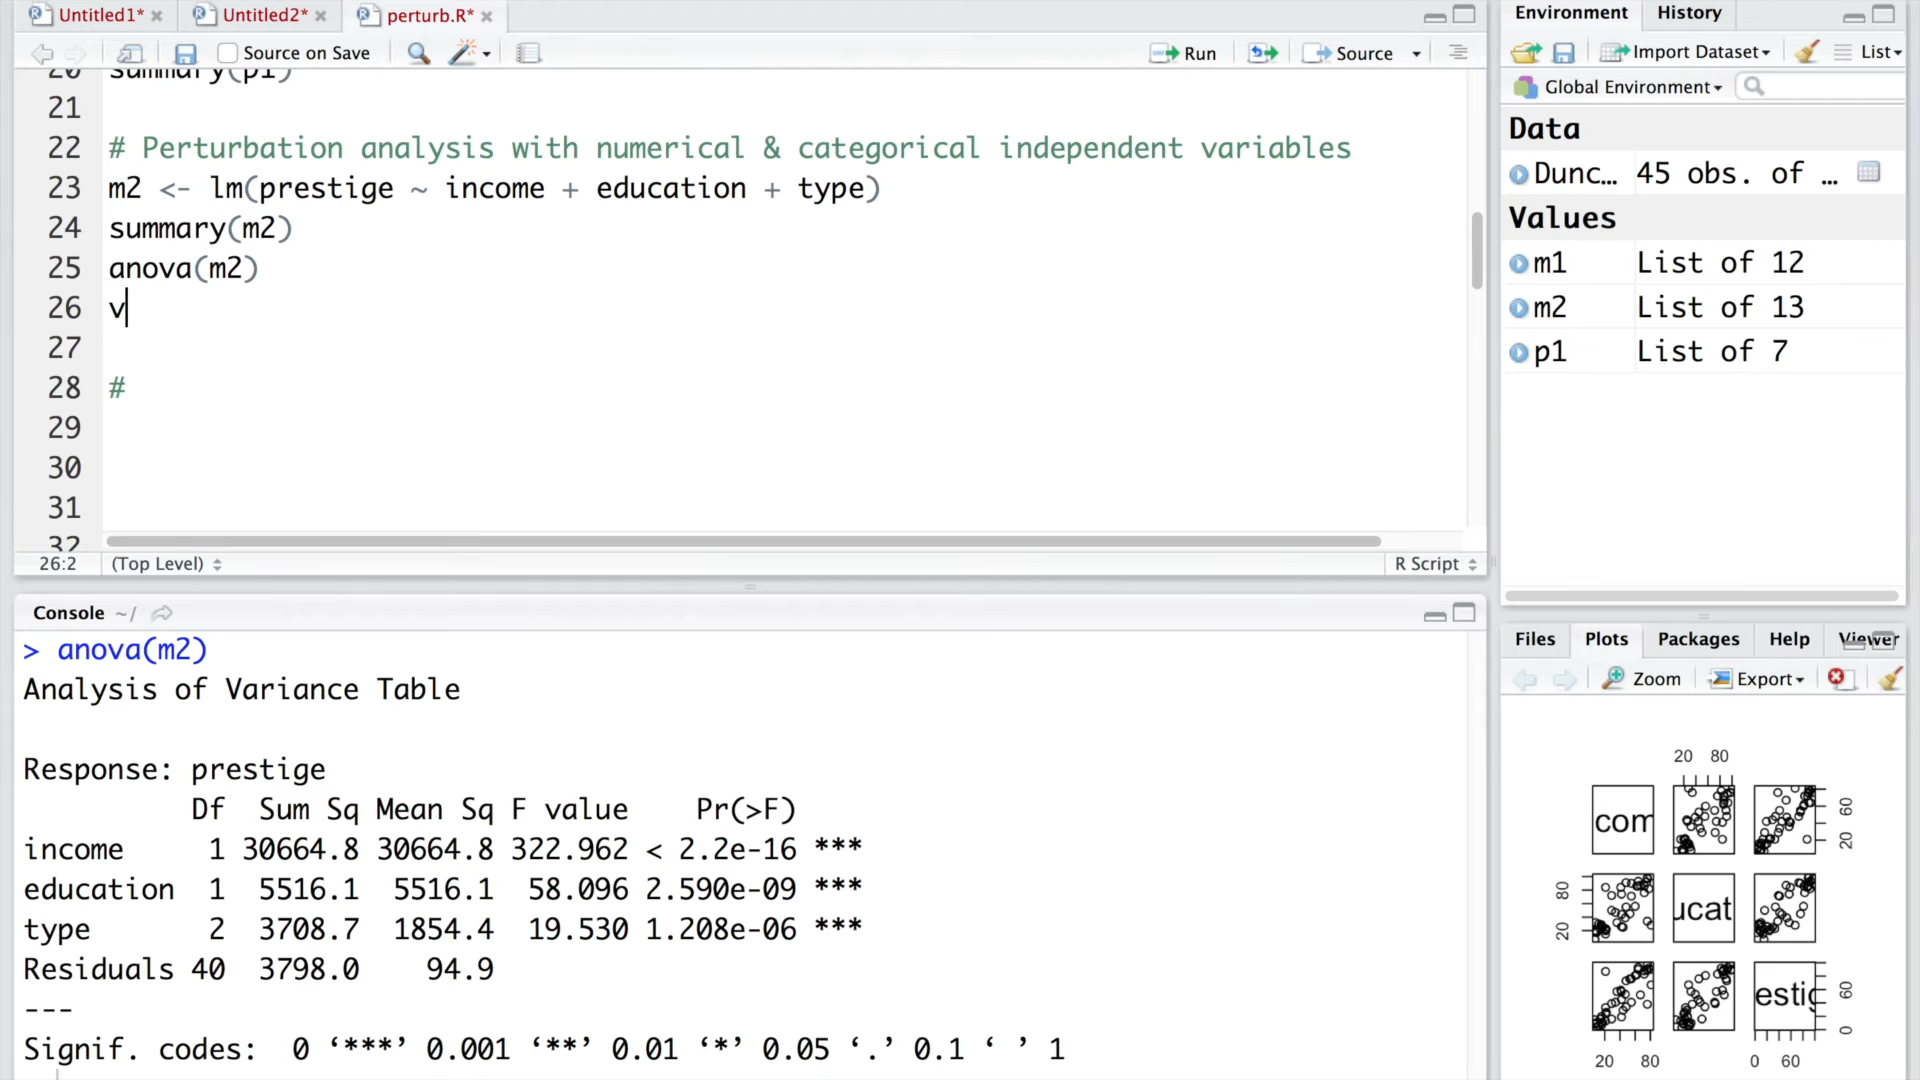 Untitled1* Untitled2* perturb.R*
Source on Save Run Source
20 summary(p1)
21
22 # Perturbation analysis with numerical & categorical independent variables
23 m2 <- lm(prestige ~ income + education + type)
24 summary(m2)
25 anova(m2)
26 v
27
28 #
29
30
31
32
26:2 (Top Level) R Script
Console ~/
> anova(m2)
Analysis of Variance Table
Response: prestige
Df Sum Sq Mean Sq F value Pr(>F)
income 1 30664.8 30664.8 322.962 < 2.2e-16 ***
education 1 5516.1 5516.1 58.096 2.590e-09 ***
type 2 3708.7 1854.4 19.530 1.208e-06 ***
Residuals 40 3798.0 94.9
---
Signif. codes: 0 ‘***’ 0.001 ‘**’ 0.01 ‘*’ 0.05 ‘.’ 0.1 ‘ ’ 1
Environment History
Import Dataset List
Global Environment
Data
Dunc… 45 obs. of …
Values
m1 List of 12
m2 List of 13
p1 List of 7
Files Plots Packages Help Viewer
Zoom Export
20 80
com
60
20
80
20
ucat
estig
60
0
20 80 0 60